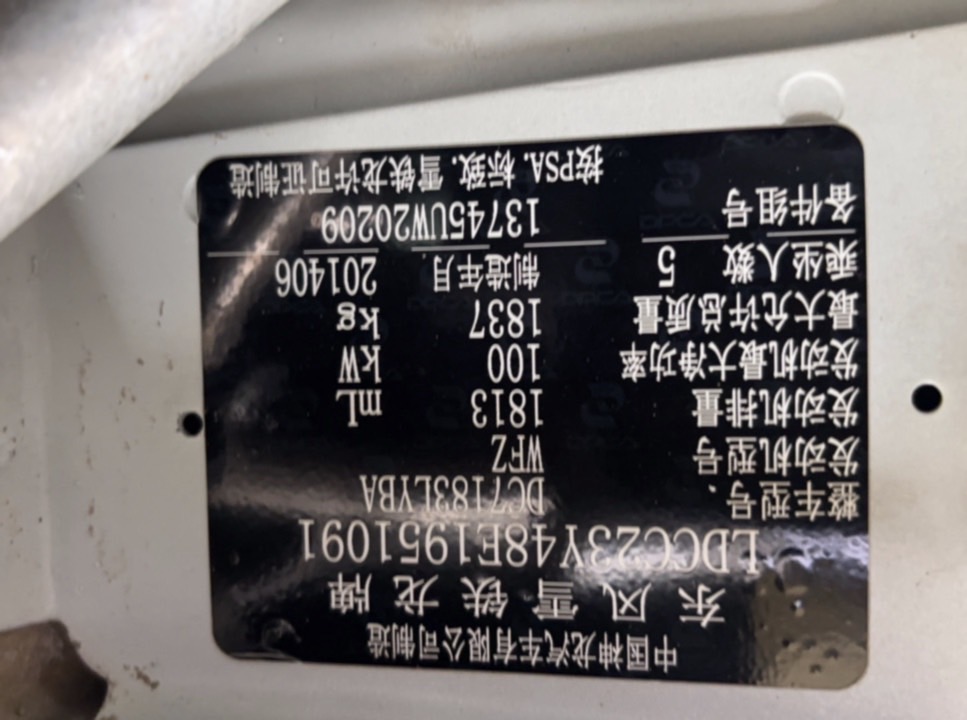 中国神龙汽车有限公司制造
东风雪铁龙牌
LDCC23Y48E1951091
整车型号、 DC7183LYBA
发动机型号 WFZ
发动机排量 1813 mL
发动机最大净功率 100 kW
最大允许总质量 1837 kg
乘坐人数 5 制造年月 201406
备件组号 13745UW20209
按PSA.标致.雪铁龙许可证制造